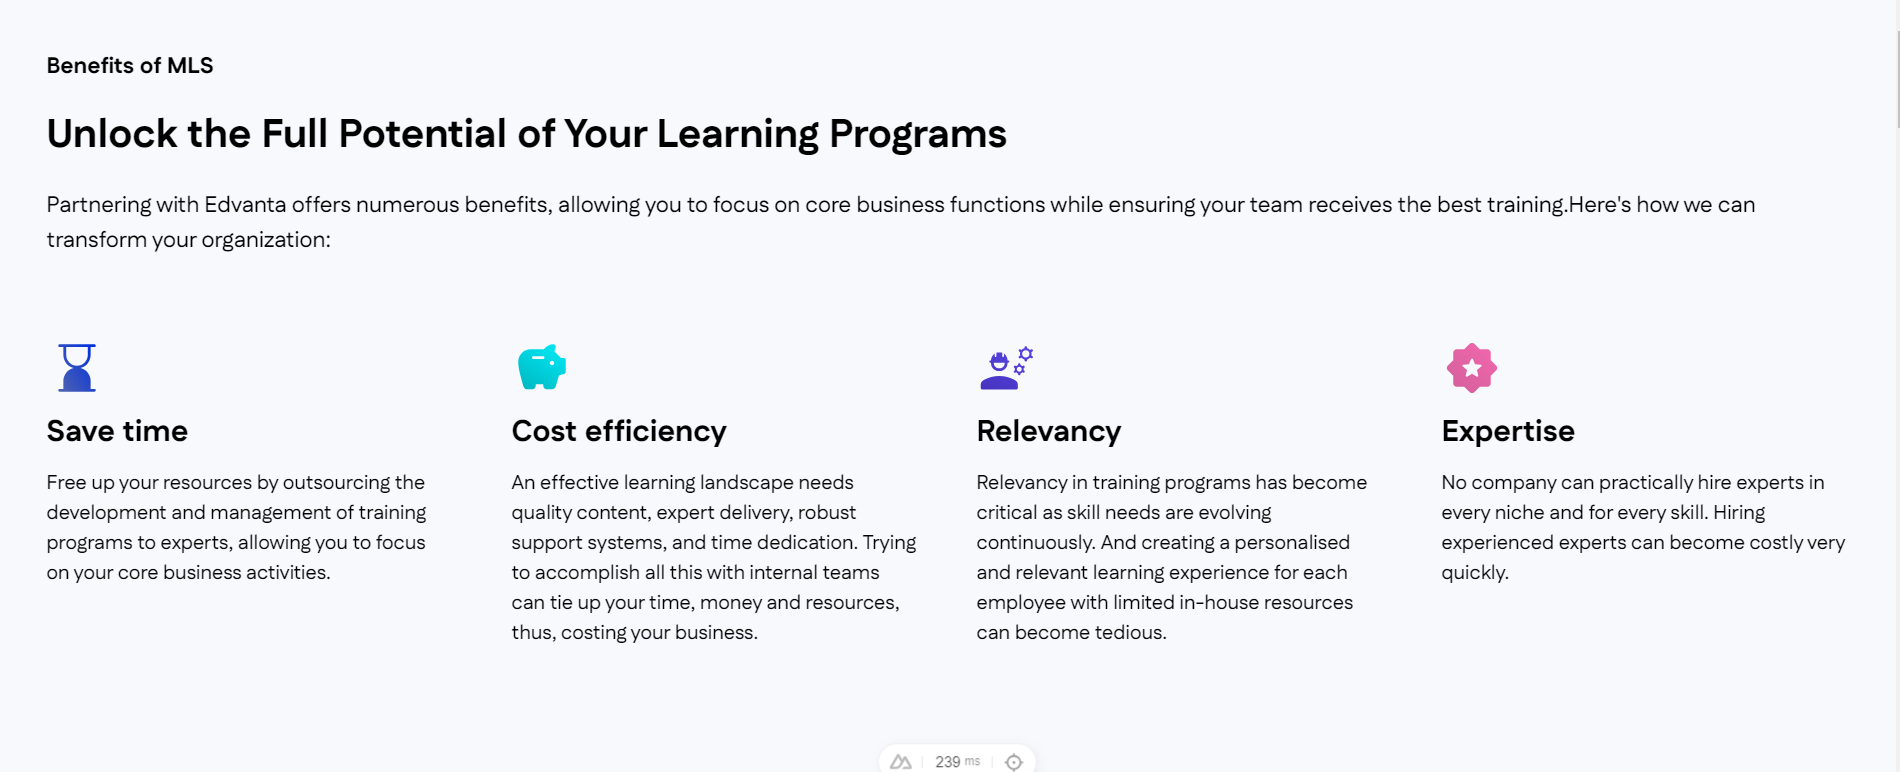 Benefits of MLS
Unlock the Full Potential of Your Learning Programs
Partnering with Edvanta offers numerous benefits, allowing you to focus on core business functions while ensuring your team receives the best training.Here's how we can
transform your organization:
Save time
Free up your resources by outsourcing the
development and management of training
programs to experts, allowing you to focus
on your core business activities.
Cost efficiency
An effective learning landscape needs
quality content, expert delivery, robust
support systems, and time dedication. Trying
to accomplish all this with internal teams
can tie up your time, money and resources,
thus, costing your business.
Relevancy
Relevancy in training programs has become
critical as skill needs are evolving
continuously. And creating a personalised
and relevant learning experience for each
employee with limited in-house resources
can become tedious.
Expertise
No company can practically hire experts in
every niche and for every skill. Hiring
experienced experts can become costly very
quickly.
239 ms